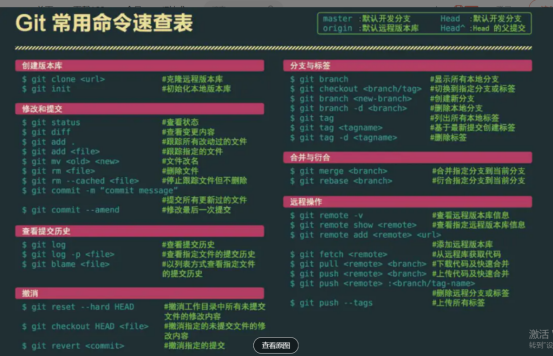 Git 常用命令速查表
master :默认开发分支 Head :默认开发分支
origin :默认远程版本库 Head^ :Head 的父提交
创建版本库
$ git clone <url> #克隆远程版本库
$ git init #初始化本地版本库
修改和提交
$ git status #查看状态
$ git diff #查看变更内容
$ git add . #跟踪所有改动过的文件
$ git add <file> #跟踪指定的文件
$ git mv <old> <new> #文件改名
$ git rm <file> #删除文件
$ git rm --cached <file> #停止跟踪文件但不删除
$ git commit -m “commit message”
#提交所有更新过的文件
$ git commit --amend #修改最后一次提交
查看提交历史
$ git log #查看提交历史
$ git log -p <file> #查看指定文件的提交历史
$ git blame <file> #以列表方式查看指定文件
的提交历史
撤消
$ git reset --hard HEAD #撤消工作目录中所有未提交
文件的修改内容
$ git checkout HEAD <file> #撤消指定的未提交文件的修
改内容
$ git revert <commit> #撤消指定的提交
分支与标签
$ git branch #显示所有本地分支
$ git checkout <branch/tag> #切换到指定分支或标签
$ git branch <new-branch> #创建新分支
$ git branch -d <branch> #删除本地分支
$ git tag #列出所有本地标签
$ git tag <tagname> #基于最新提交创建标签
$ git tag -d <tagname> #删除标签
合并与衍合
$ git merge <branch> #合并指定分支到当前分支
$ git rebase <branch> #衍合指定分支到当前分支
远程操作
$ git remote -v #查看远程版本库信息
$ git remote show <remote> #查看指定远程版本库信息
$ git remote add <remote> <url>
#添加远程版本库
$ git fetch <remote> #从远程库获取代码
$ git pull <remote> <branch> #下载代码及快速合并
$ git push <remote> <branch> #上传代码及快速合并
$ git push <remote> :<branch/tag-name>
#删除远程分支或标签
$ git push --tags #上传所有标签
查看原图
激活
转到"设